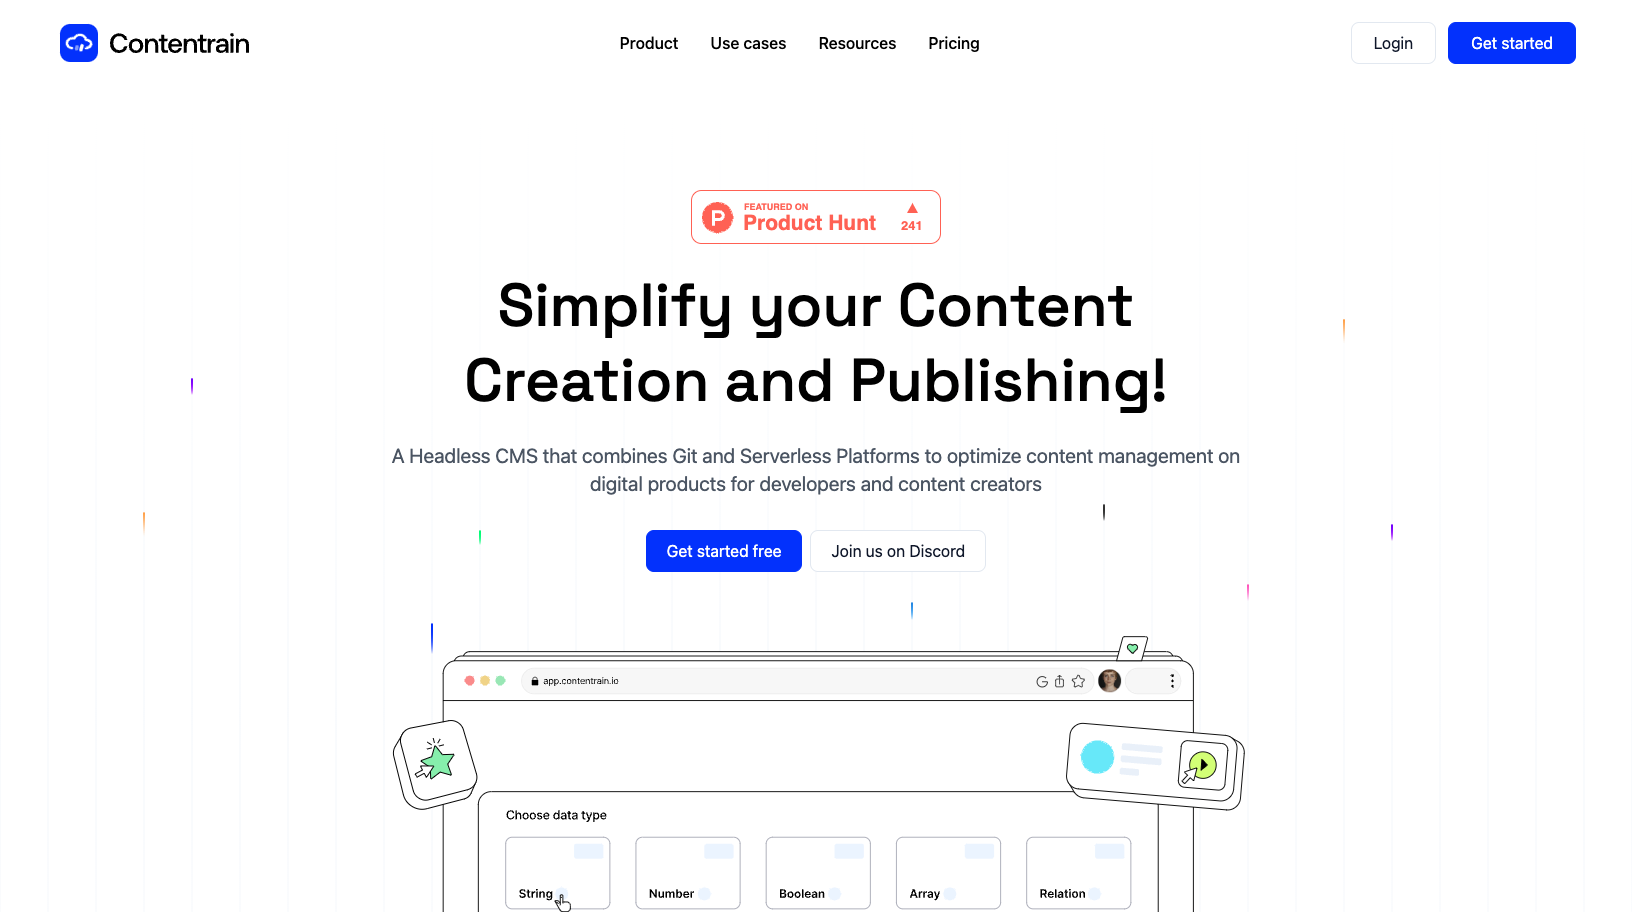 Contentrain
Product
Use cases
Resources
Pricing
Login
Get started
FEATURED ON
Product Hunt
241
Simplify your Content
Creation and Publishing!
A Headless CMS that combines Git and Serverless Platforms to optimize content management on
digital products for developers and content creators
Get started free
Join us on Discord
app.contentrain.io
Choose data type
String
Number
Boolean
Array
Relation